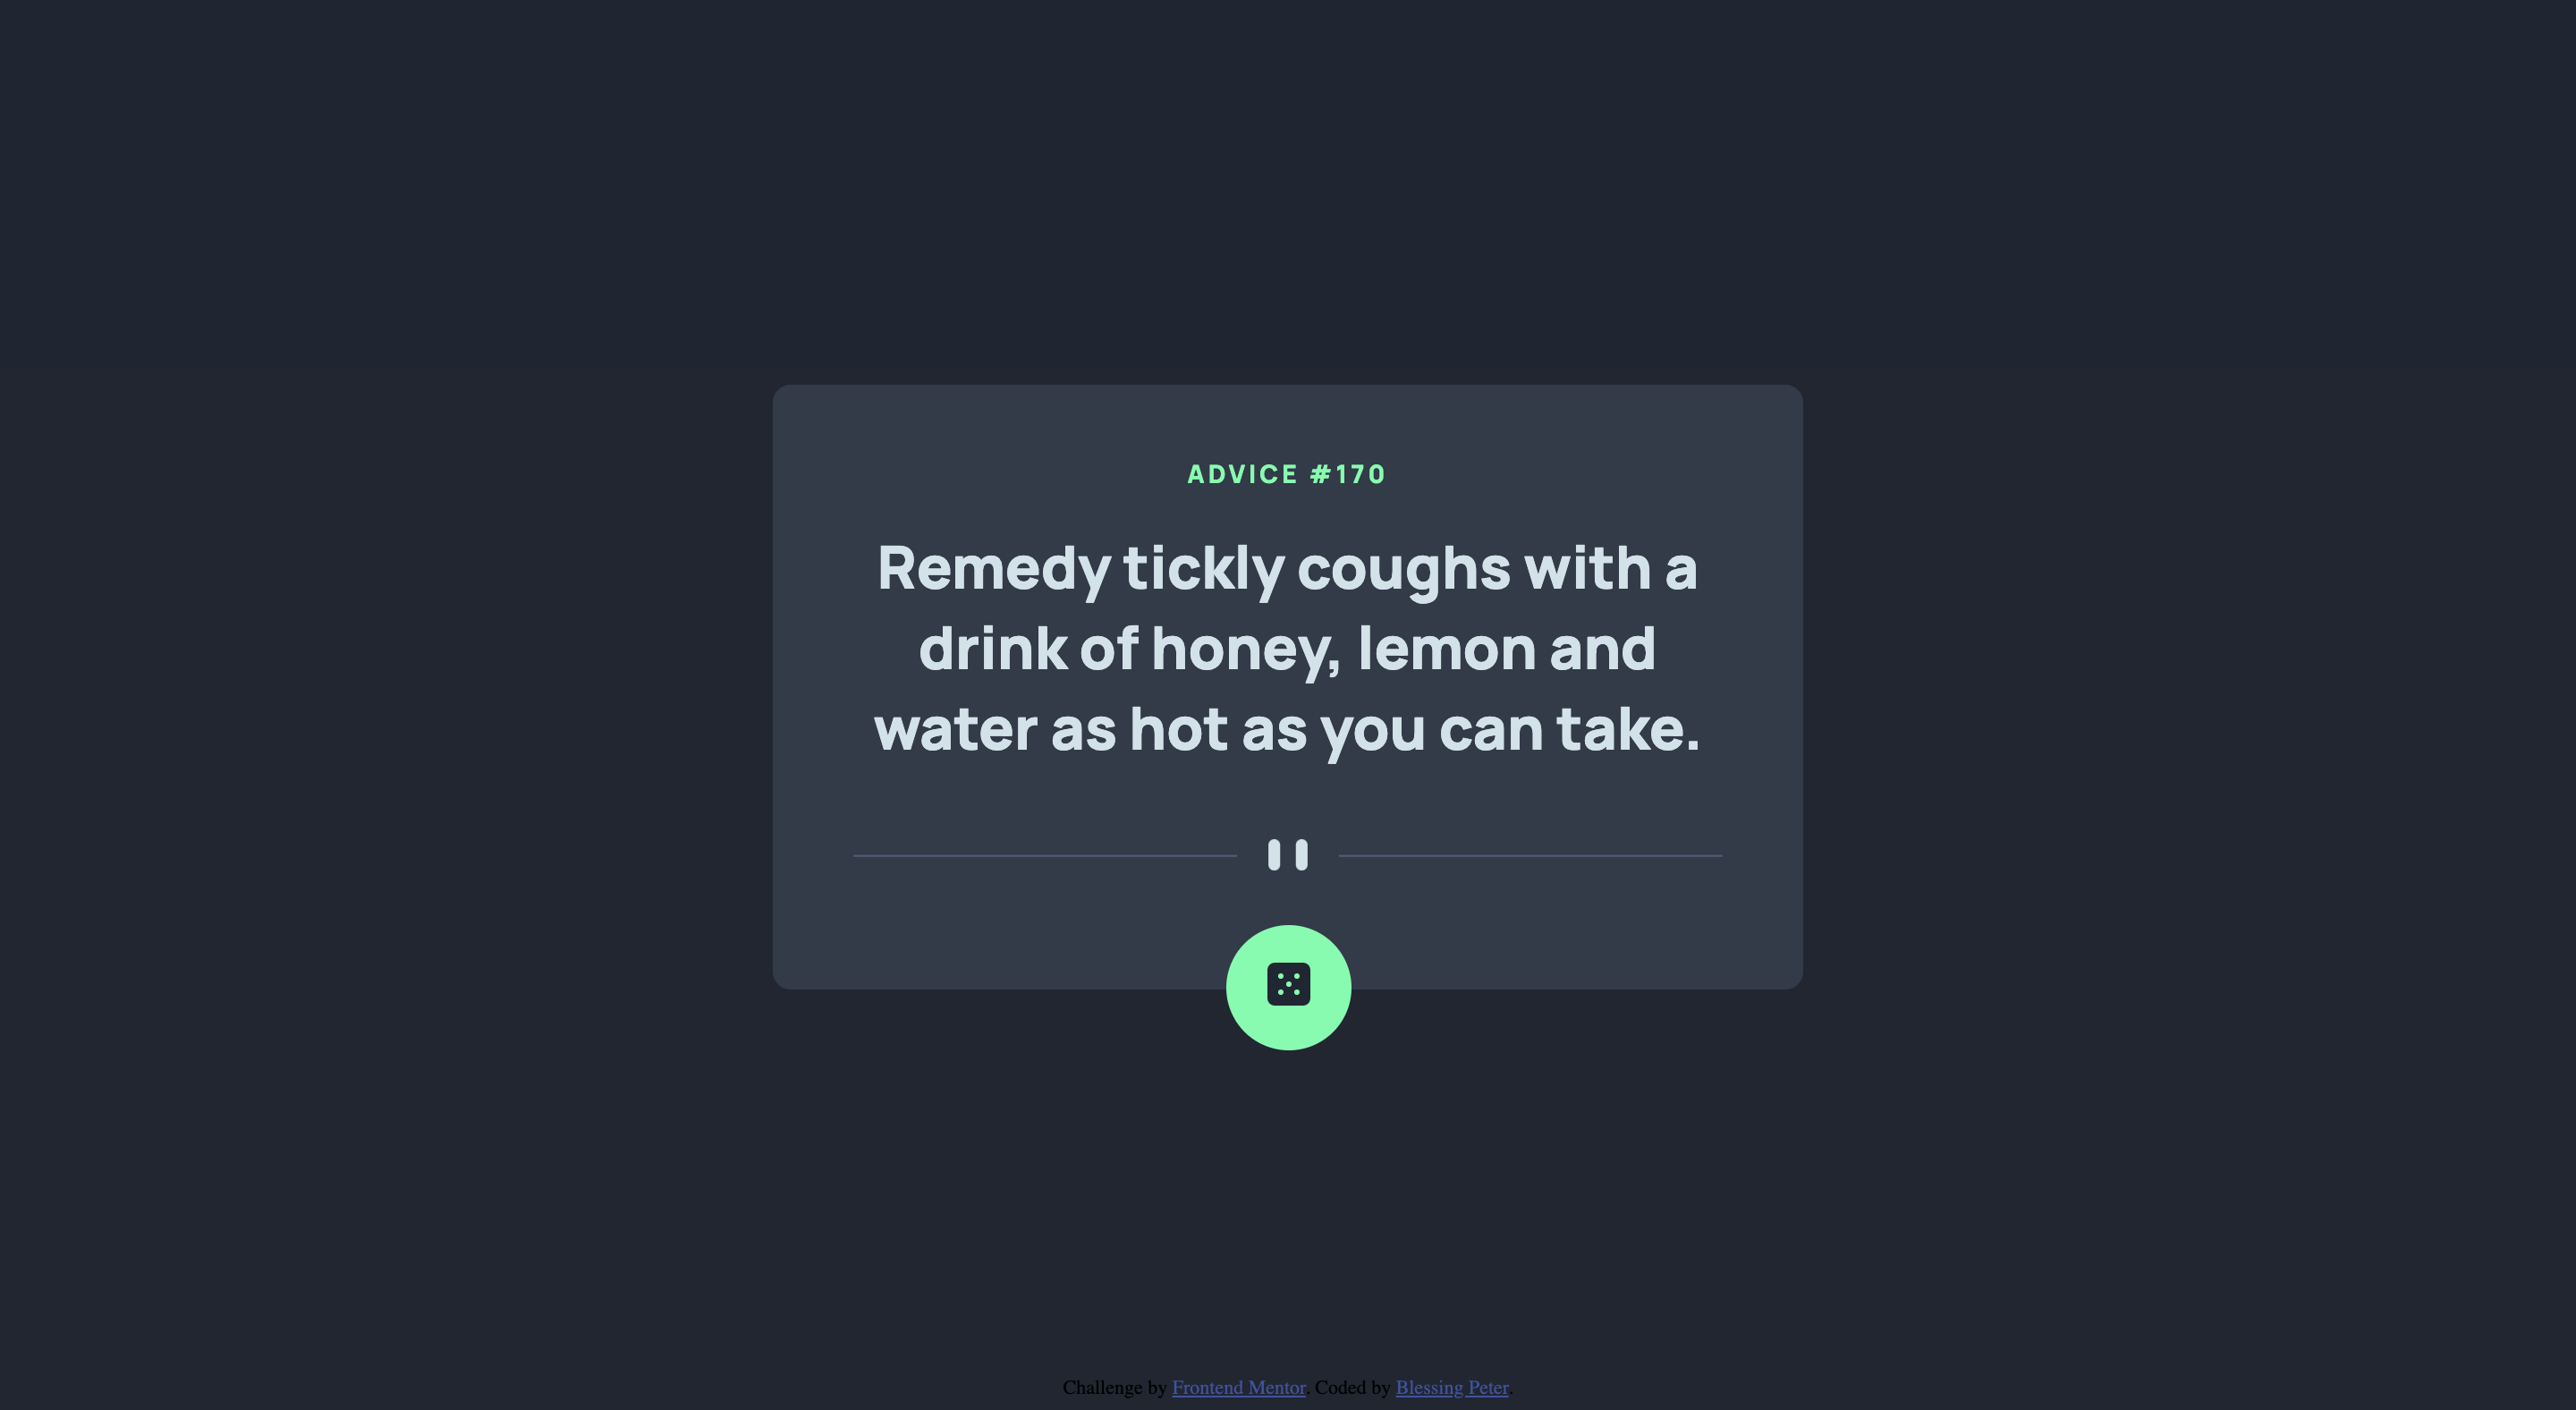 ADVICE #170
Remedy tickly coughs with a
drink of honey, lemon and
water as hot as you can take.
Challenge by Frontend Mentor. Coded by Blessing Peter.